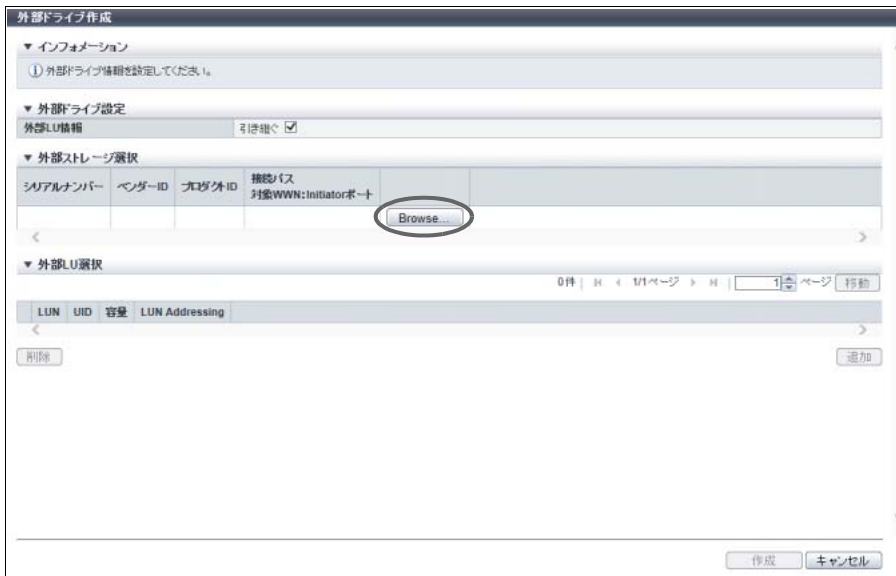 外部ドライブ作成
▼ インフォメーション
外部ドライブ情報を設定してください。
▼ 外部ドライブ設定
外部LU情報 引き継ぐ
▼ 外部ストレージ選択
シリアルナンバー ベンダーID プロダクトID 接続パス
対象WWN:Initiatorポート
Browse...
▼ 外部LU選択
0件 1/1ページ 1 ページ 移動
LUN UID 容量 LUN Addressing
削除 追加
作成 キャンセル